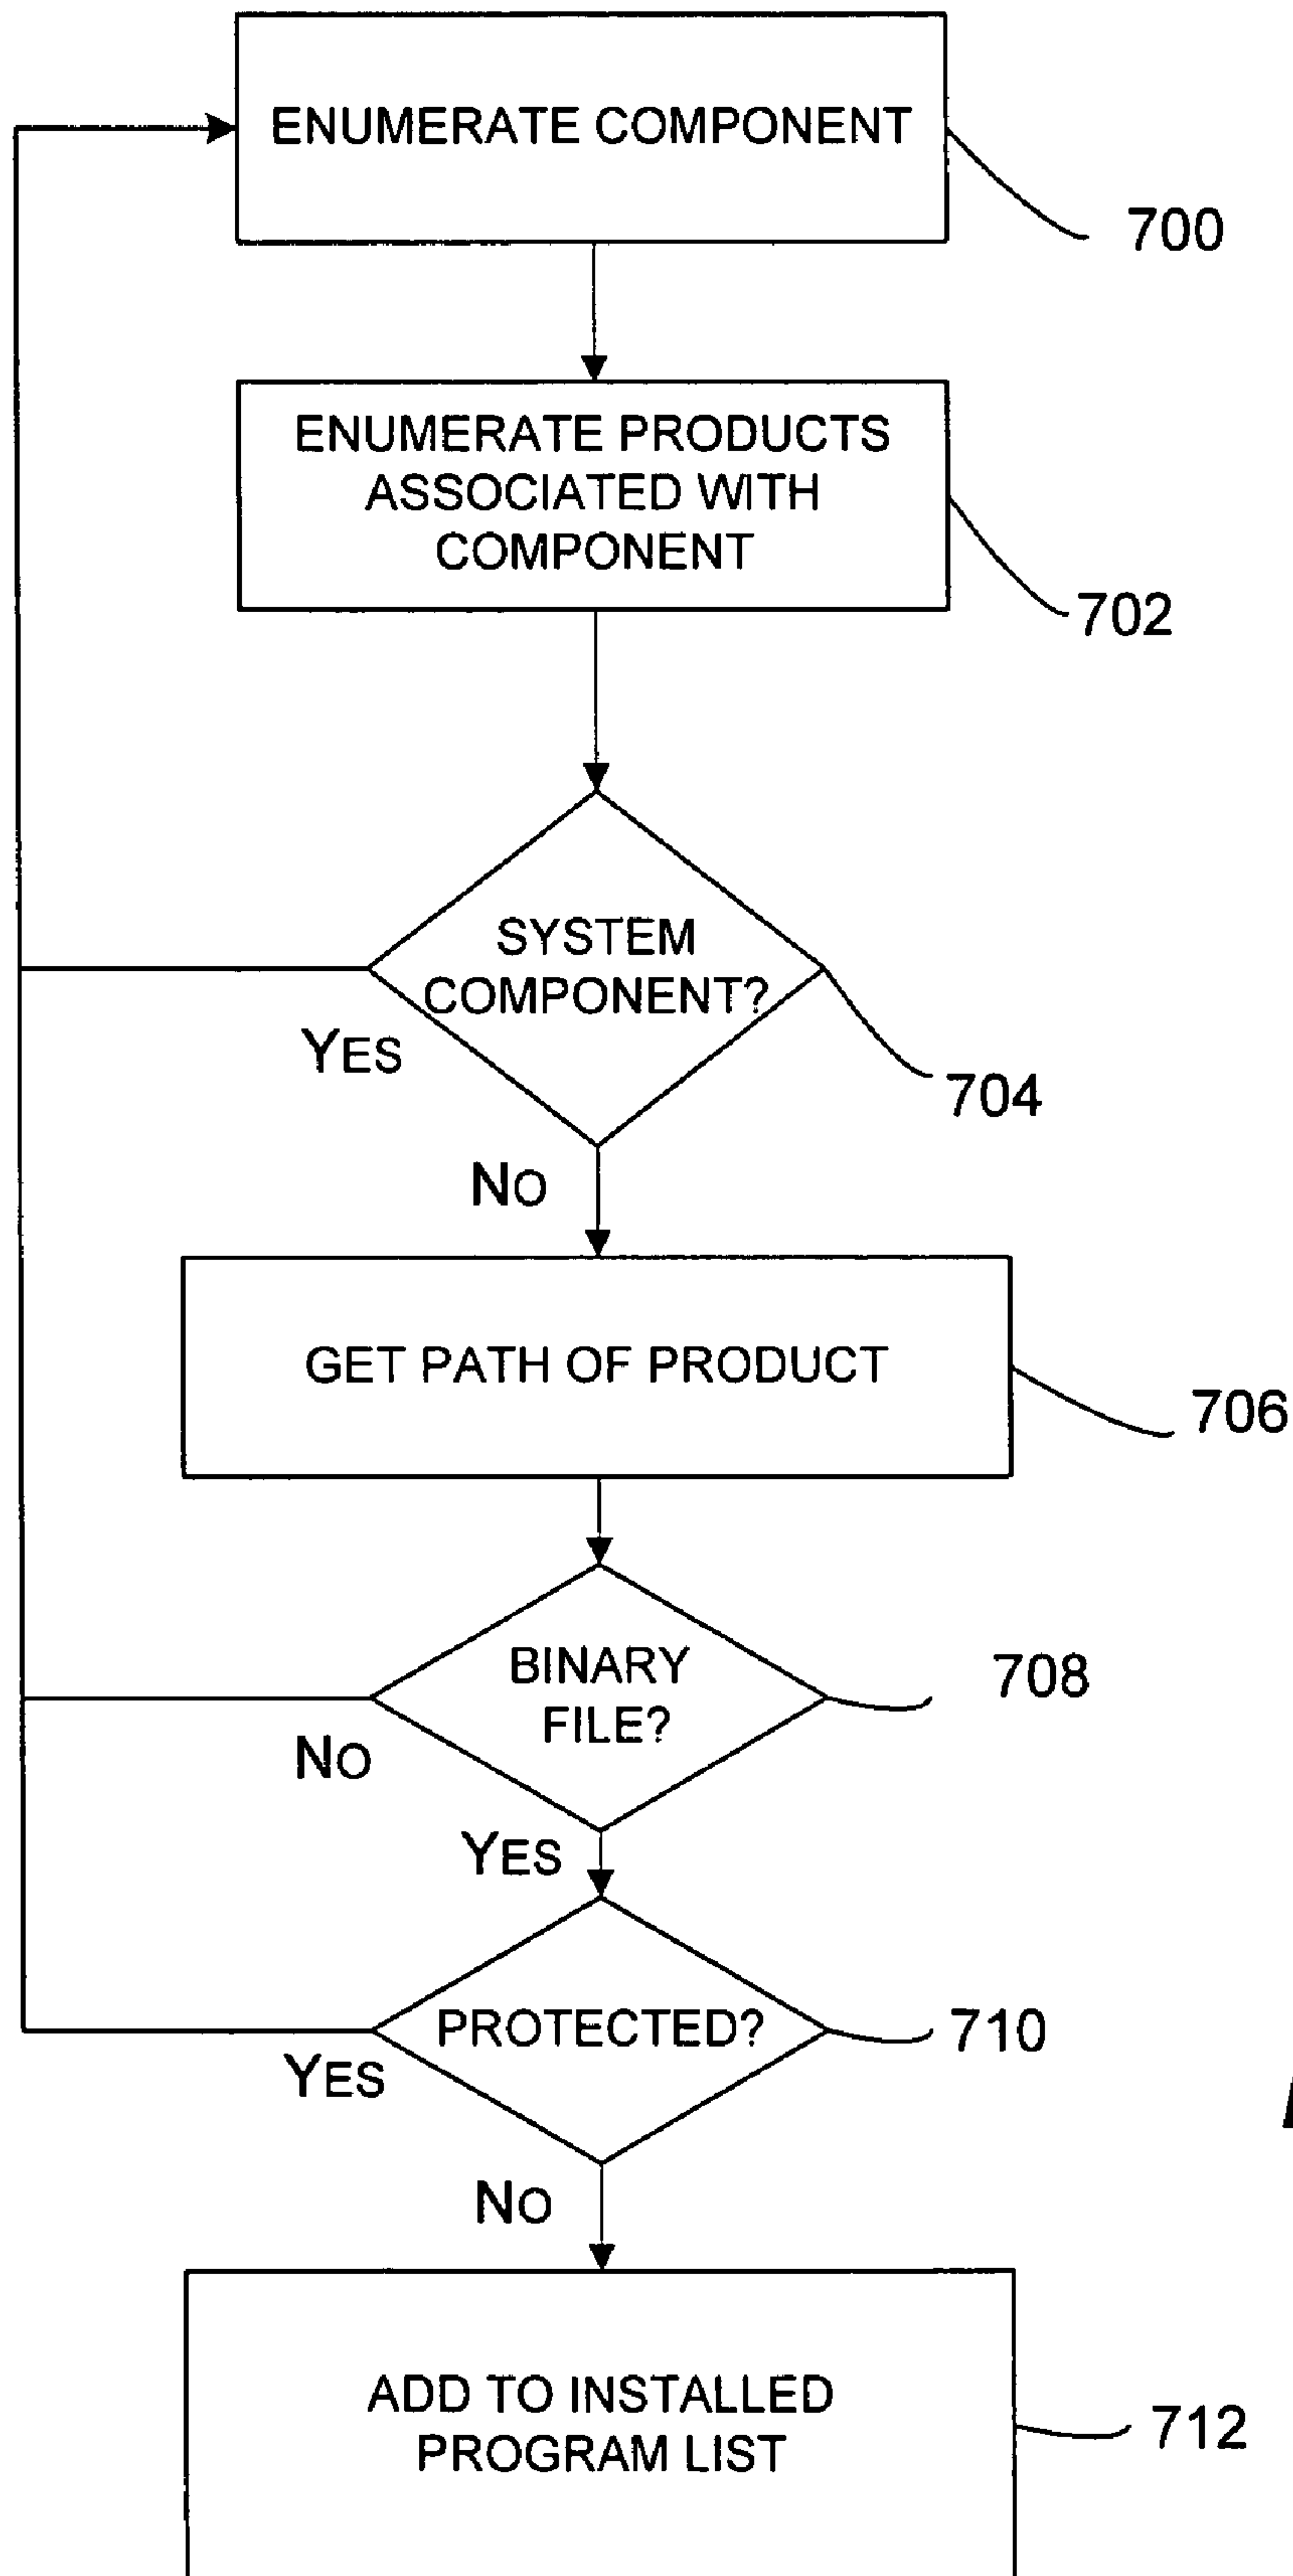 ENUMERATE COMPONENT
700
ENUMERATE PRODUCTS
ASSOCIATED WITH
COMPONENT
702
SYSTEM
COMPONENT?
YES
704
NO
GET PATH OF PRODUCT
706
BINARY
FILE?
708
NO
YES
PROTECTED?
710
YES
NO
ADD TO INSTALLED
PROGRAM LIST
712